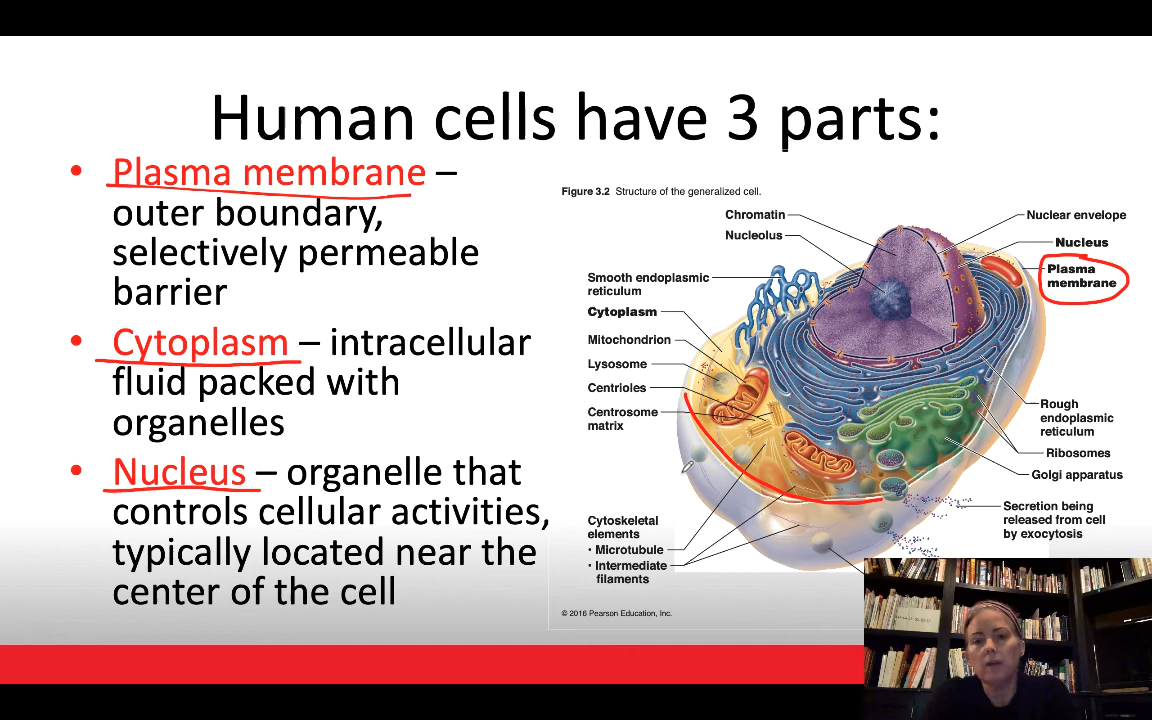 Human cells have 3 parts:
• Plasma membrane –
outer boundary,
selectively permeable
barrier
• Cytoplasm – intracellular
fluid packed with
organelles
• Nucleus – organelle that
controls cellular activities,
typically located near the
center of the cell
Figure 3.2 Structure of the generalized cell.
Chromatin
Nucleolus
Smooth endoplasmic
reticulum
Cytoplasm
Mitochondrion
Lysosome
Centrioles
Centrosome
matrix
Cytoskeletal
elements
• Microtubule
• Intermediate
filaments
Nuclear envelope
Nucleus
Plasma
membrane
Rough
endoplasmic
reticulum
Ribosomes
Golgi apparatus
Secretion being
released from cell
by exocytosis
© 2016 Pearson Education, Inc.